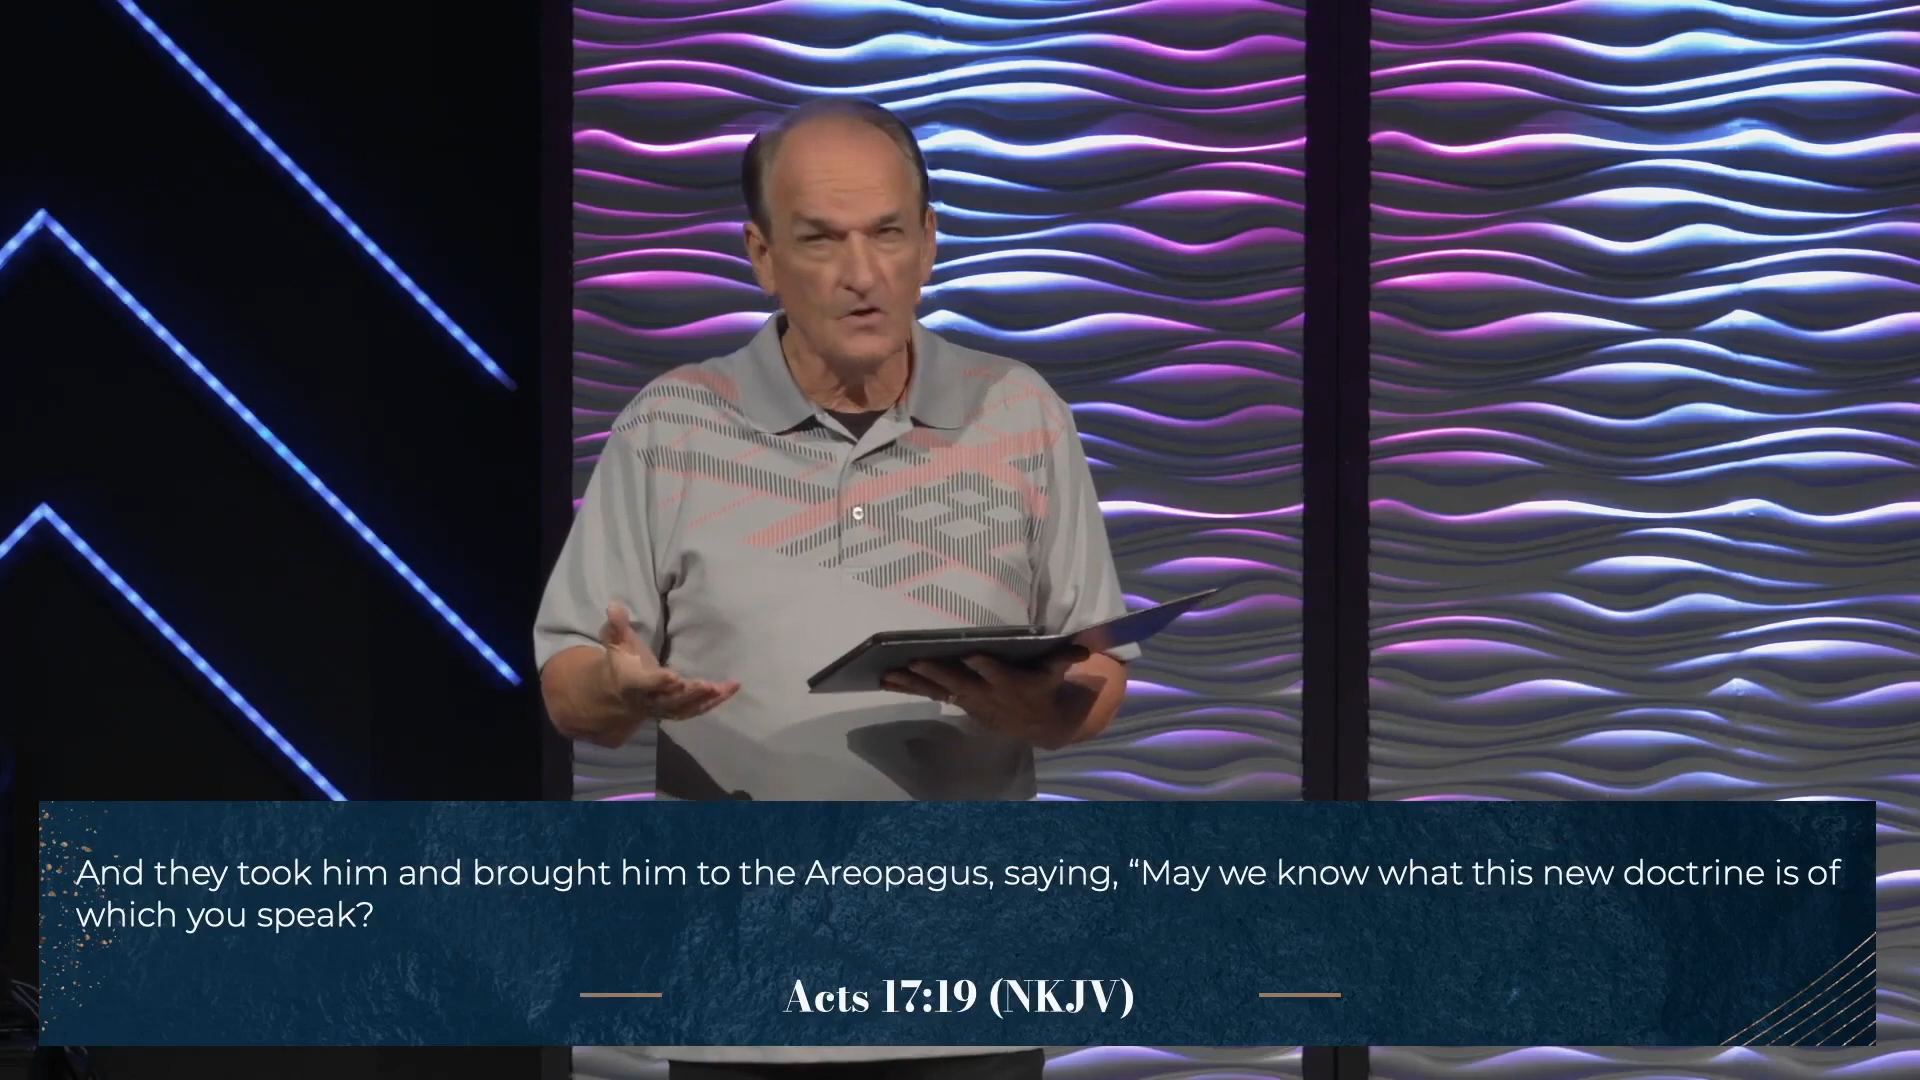 And they took him and brought him to the Areopagus, saying, “May we know what this new doctrine is of
which you speak?
Acts 17:19 (NKJV)